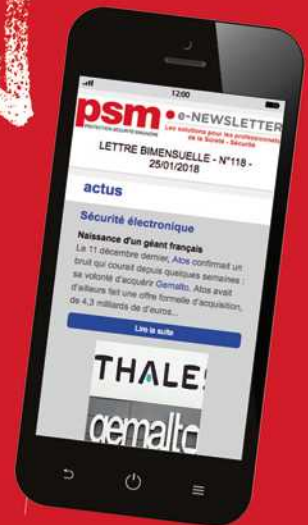 12:00
psm e-NEWSLETTER
PROTECTION SÉCURITÉ MAGAZINE
Les solutions pour les professionnels
de la Sûreté - Sécurité
LETTRE BIMENSUELLE - N°118 -
25/01/2018
actus
Sécurité électronique
Naissance d'un géant français
Le 11 décembre dernier, Atos confirmait un
bruit qui courait depuis quelques semaines :
sa volonté d'acquérir Gemalto. Atos avait
d'ailleurs fait une offre formelle d'acquisition,
de 4,3 milliards de d'euros...
Lire la suite
THALES
gemalto